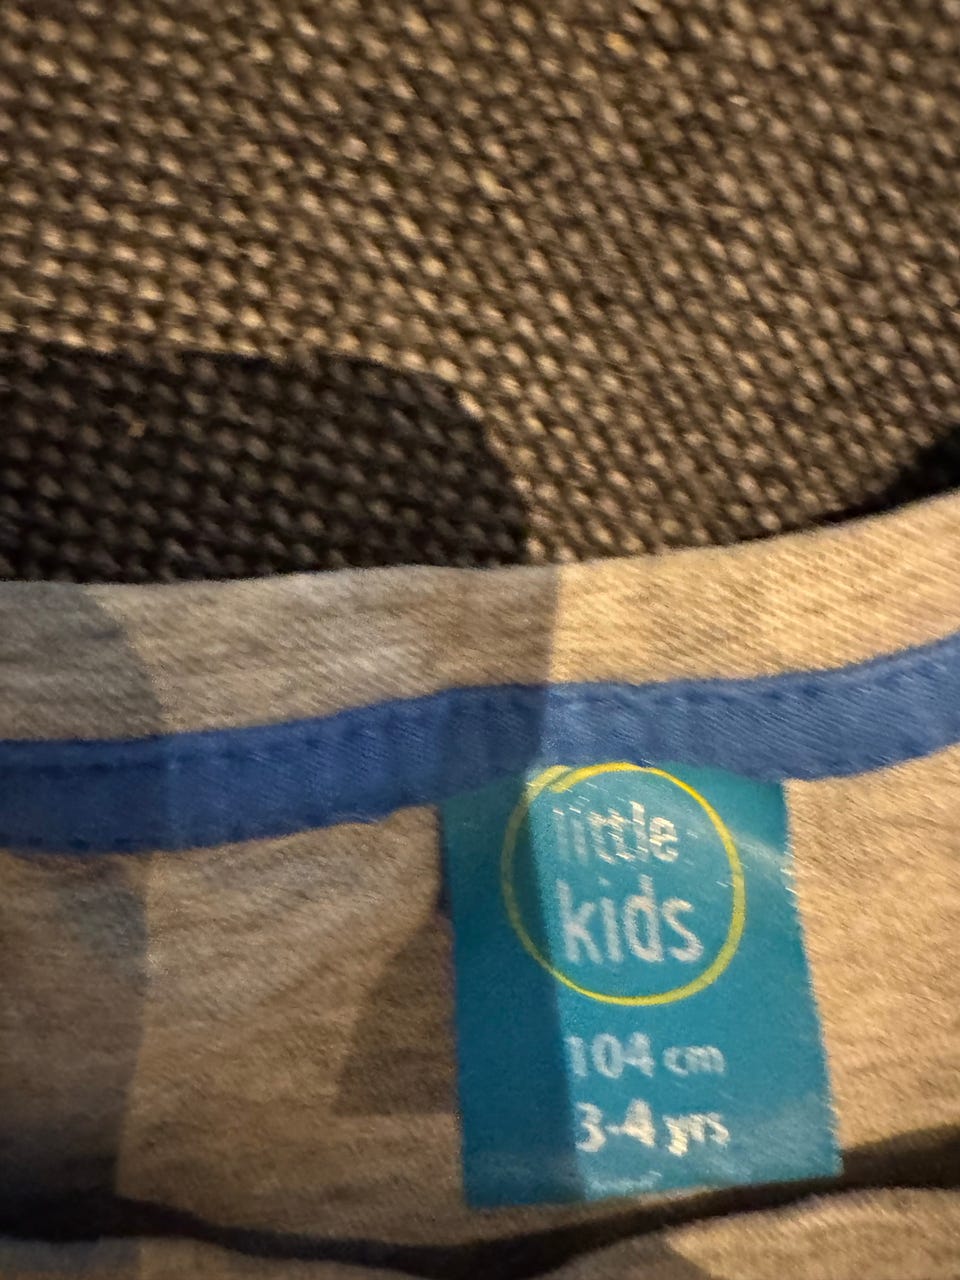 little
kids
104 cm
3-4 yrs